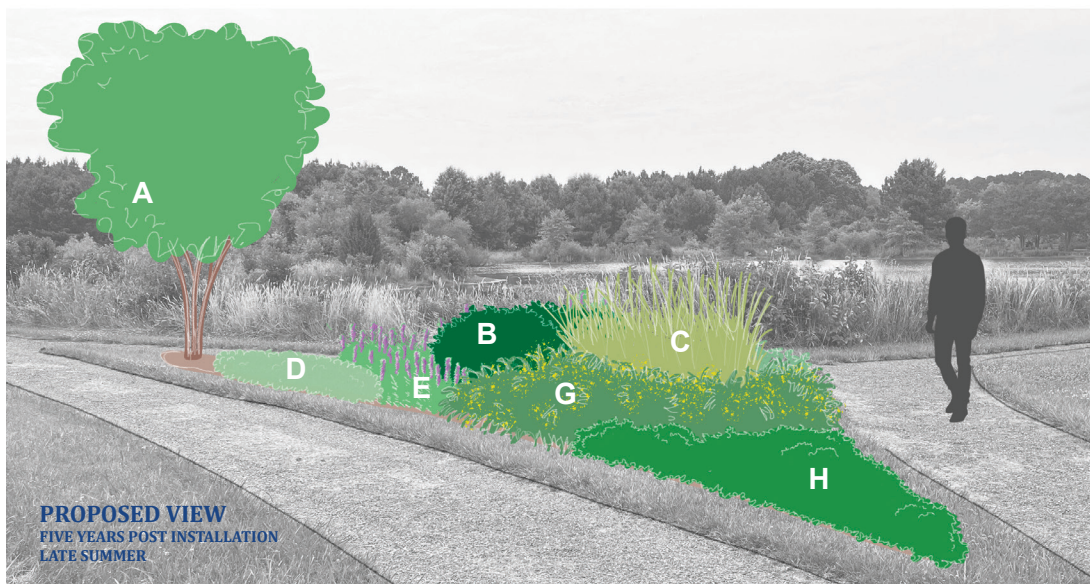 A
B
C
D
E
G
H
PROPOSED VIEW
FIVE YEARS POST INSTALLATION
LATE SUMMER